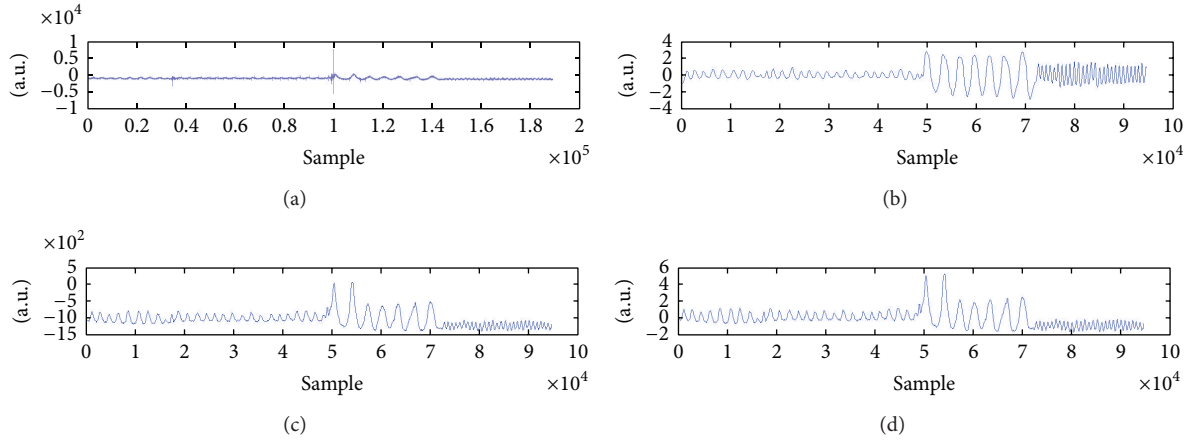 ×10⁴
(a.u.)
1
0.5
0
−0.5
−1
0 0.2 0.4 0.6 0.8 1 1.2 1.4 1.6 1.8 2
Sample
×10⁵
(a)
(a.u.)
4
2
0
−2
−4
0 1 2 3 4 5 6 7 8 9 10
Sample
×10⁴
(b)
×10²
(a.u.)
5
0
−5
−10
−15
0 1 2 3 4 5 6 7 8 9 10
Sample
×10⁴
(c)
(a.u.)
6
4
2
0
−2
0 1 2 3 4 5 6 7 8 9 10
Sample
×10⁴
(d)